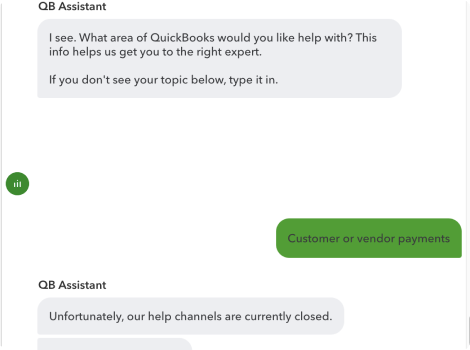 QB Assistant
I see. What area of QuickBooks would you like help with? This
info helps us get you to the right expert.
If you don't see your topic below, type it in.
Customer or vendor payments
QB Assistant
Unfortunately, our help channels are currently closed.